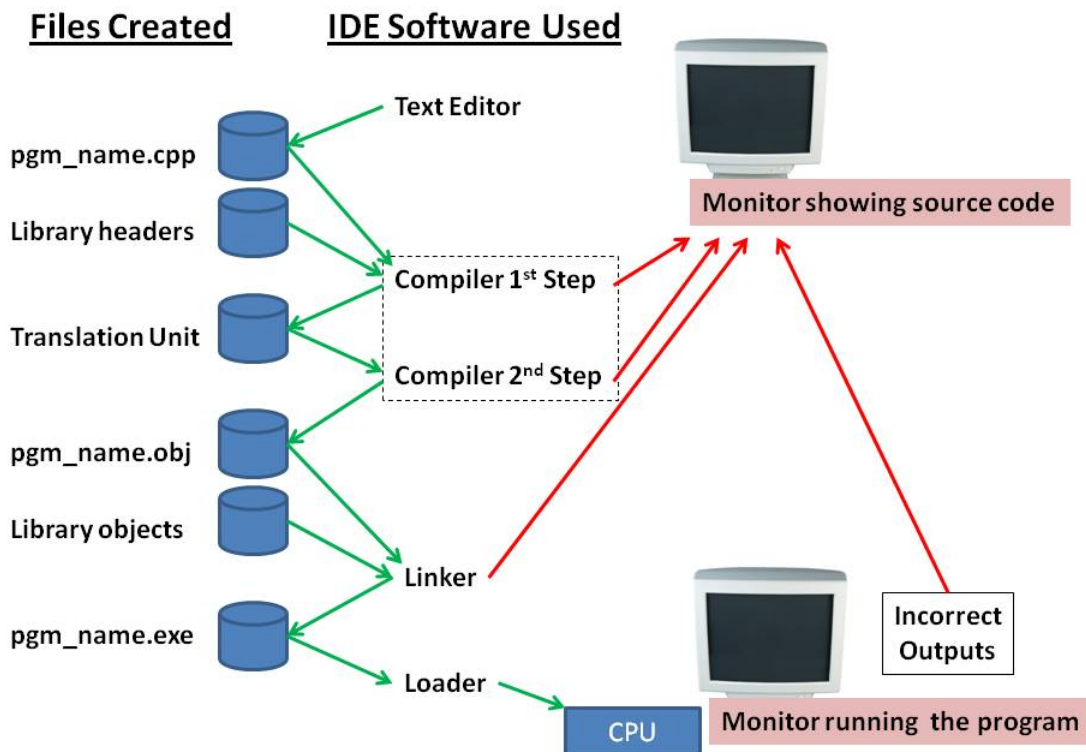 Files Created
IDE Software Used
Text Editor
pgm_name.cpp
Library headers
Monitor showing source code
Compiler 1st Step
Translation Unit
Compiler 2nd Step
pgm_name.obj
Library objects
Linker
Incorrect
Outputs
pgm_name.exe
Loader
CPU
Monitor running the program